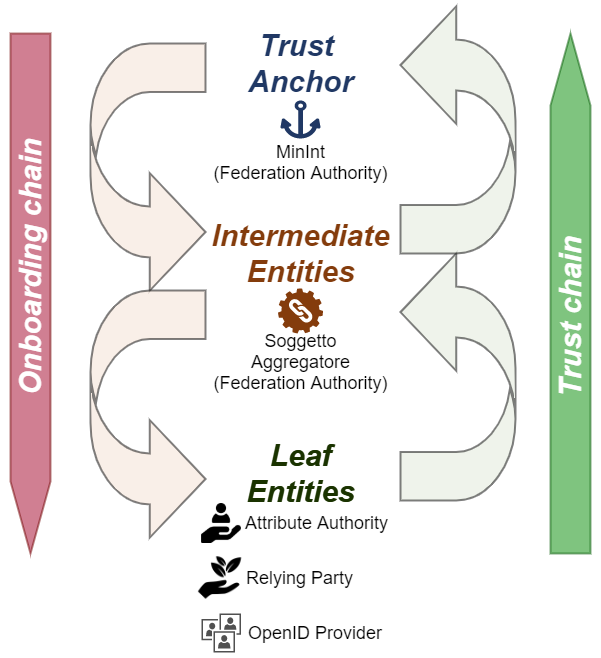 Onboarding chain
Trust
Anchor
MinInt
(Federation Authority)
Intermediate
Entities
Soggetto
Aggregatore
(Federation Authority)
Leaf
Entities
Attribute Authority
Relying Party
OpenID Provider
Trust chain